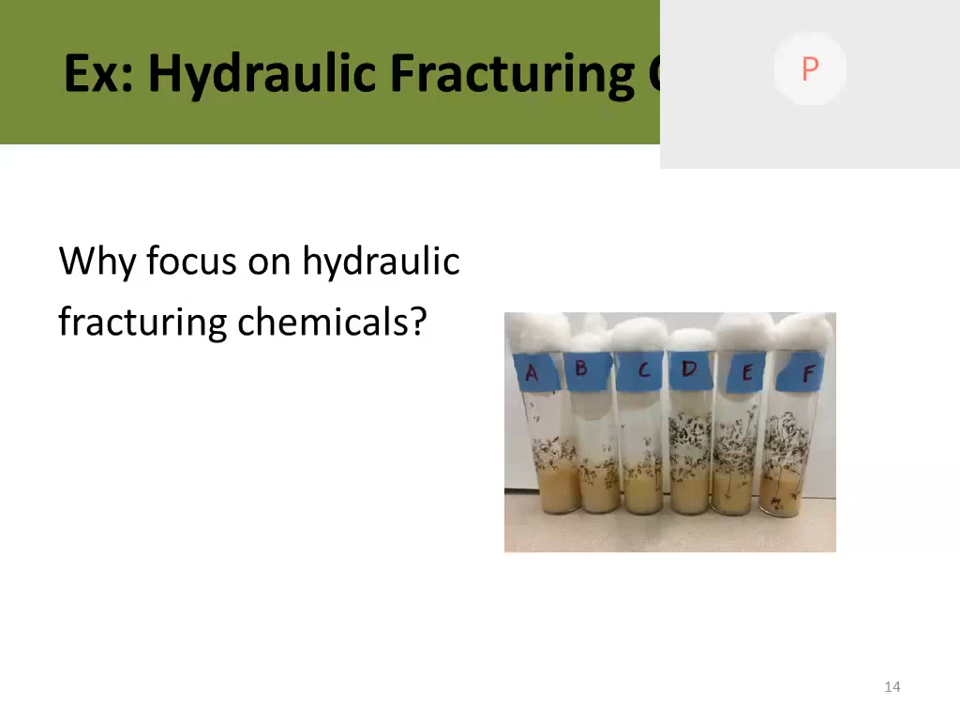 Ex: Hydraulic Fracturing
P
Why focus on hydraulic
fracturing chemicals?
A B C D E F
14